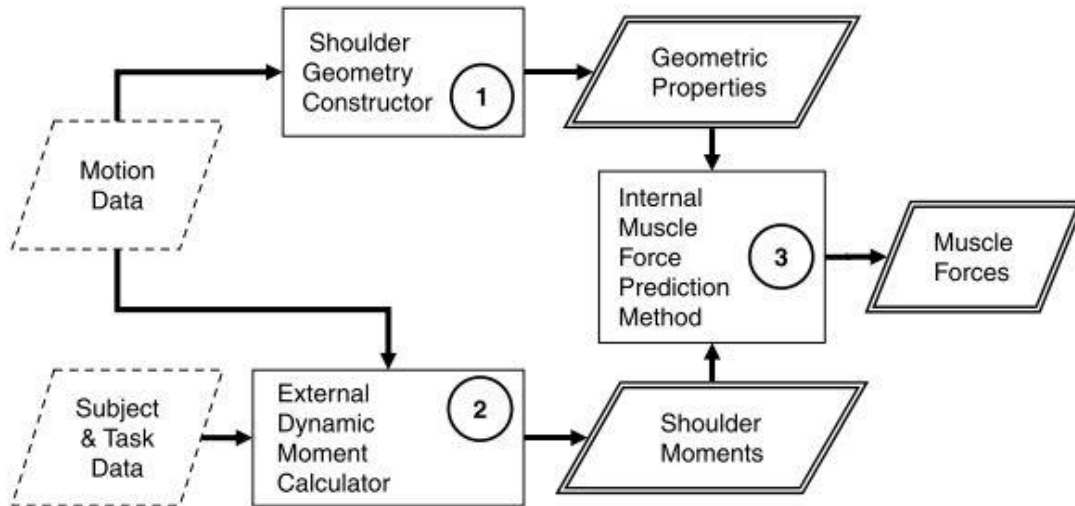 Shoulder
Geometry
Constructor
1
Geometric
Properties
Motion
Data
Internal
Muscle
Force
Prediction
Method
3
Muscle
Forces
Subject
& Task
Data
External
Dynamic
Moment
Calculator
2
Shoulder
Moments